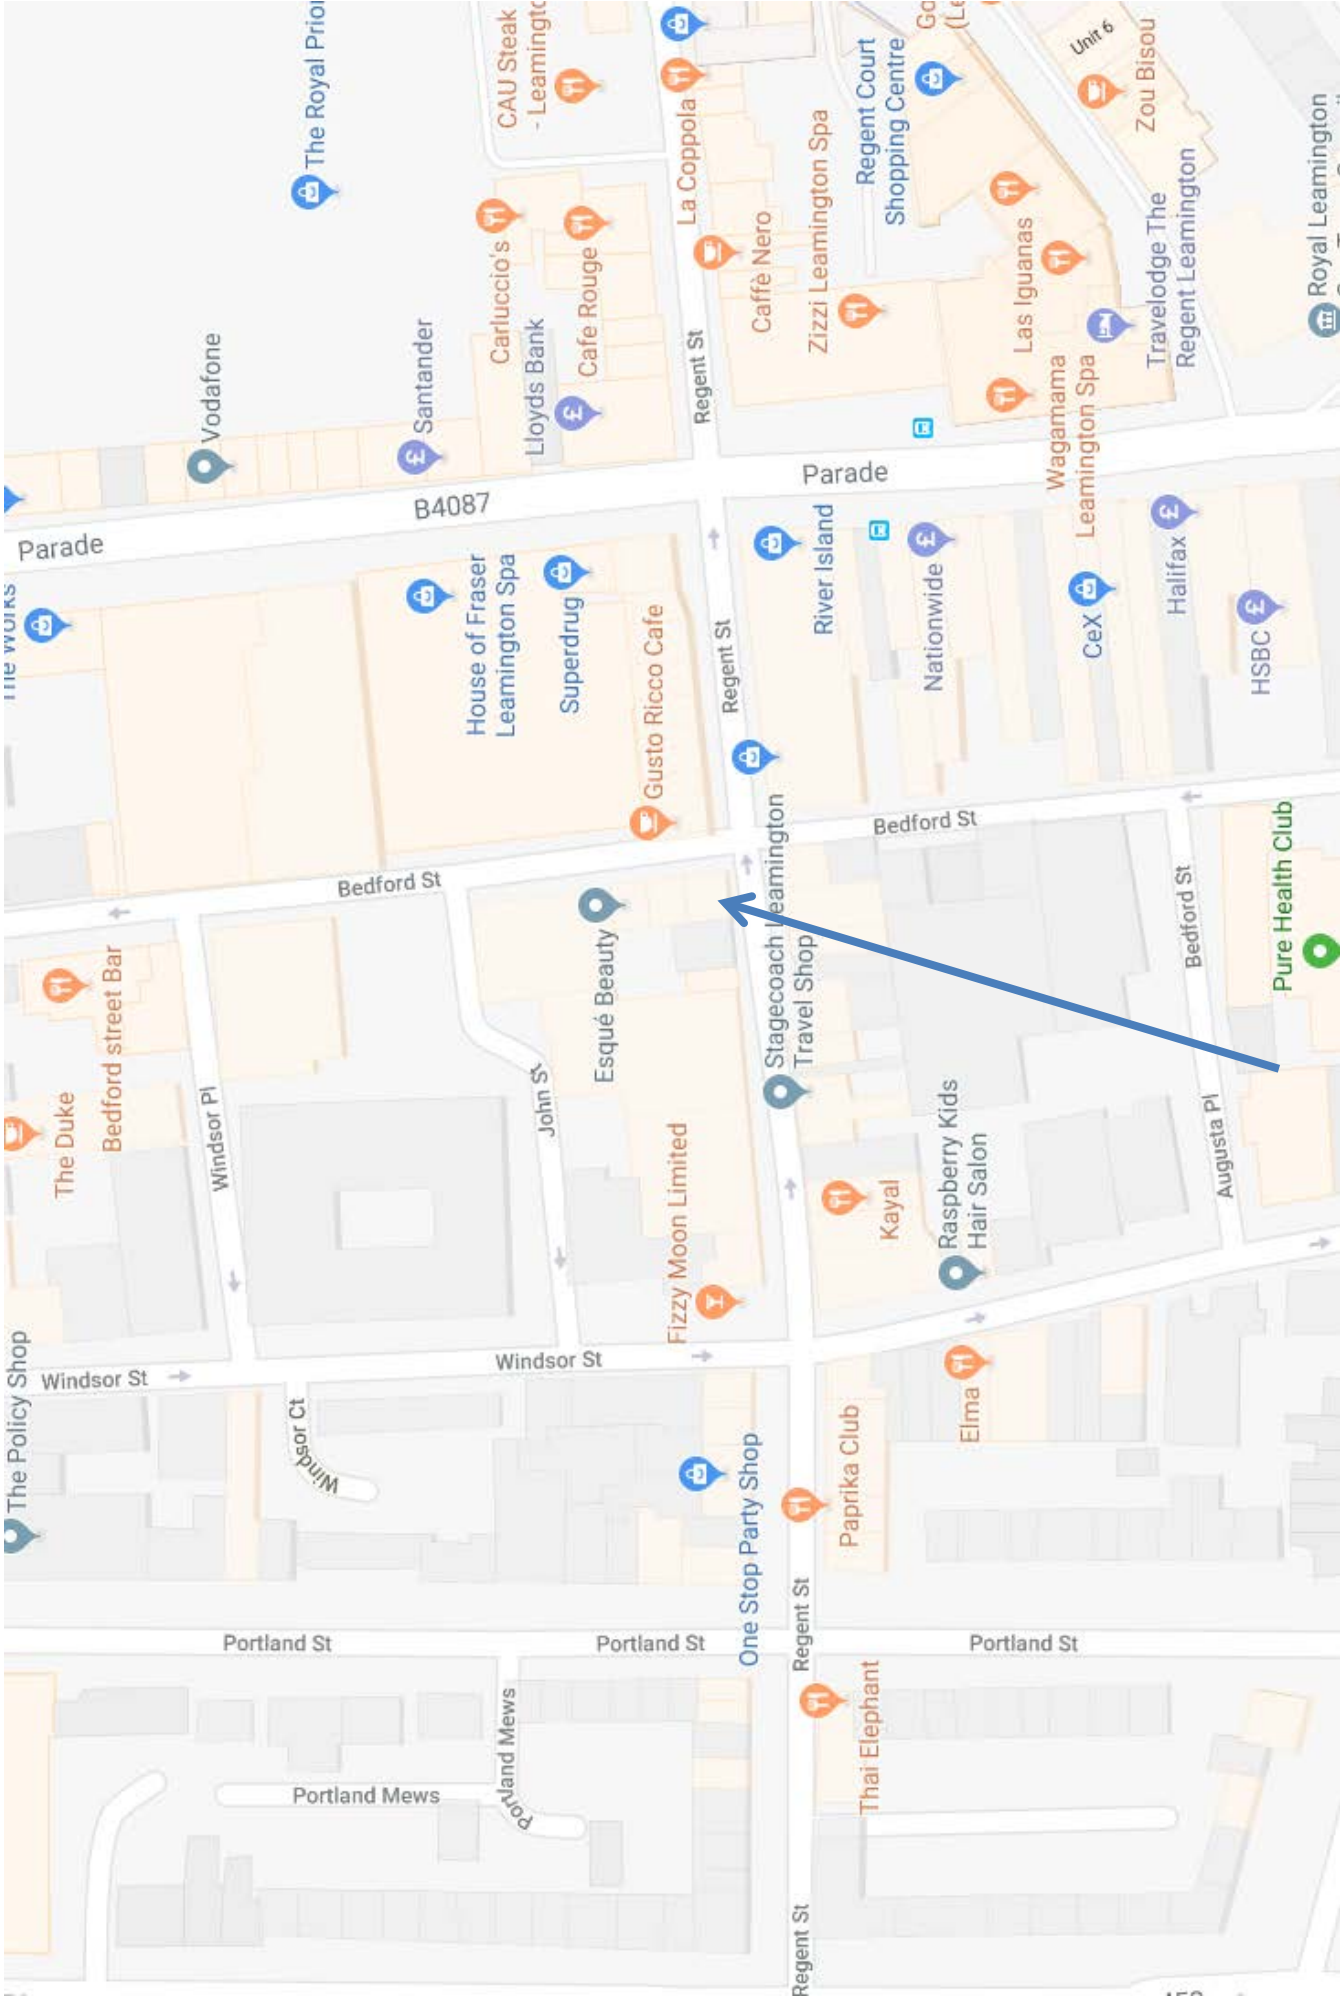 The Royal Prior
CAU Steak
- Leamingto
La Coppola
Regent Court
Shopping Centre
Go
(Le
Unit 6
Zou Bisou
Royal Leamington
Vodafone
Santander
Carluccio's
Lloyds Bank
Cafe Rouge
Regent St
Caffè Nero
Zizzi Leamington Spa
Las Iguanas
Travelodge The
Regent Leamington
Parade
B4087
Parade
Wagamama
Leamington Spa
The Works
House of Fraser
Leamington Spa
Superdrug
Gusto Ricco Cafe
Regent St
River Island
Nationwide
CeX
Halifax
HSBC
Bedford St
Bedford St
Bedford St
Pure Health Club
Bedford street Bar
The Duke
Windsor Pl
John St
Esqué Beauty
Stagecoach Leamington
Travel Shop
Fizzy Moon Limited
Kayal
Raspberry Kids
Hair Salon
Augusta Pl
The Policy Shop
Windsor St
Windsor St
Windsor Ct
One Stop Party Shop
Paprika Club
Elma
Portland St
Portland St
Regent St
Portland St
Portland Mews
Portland Mews
Thai Elephant
Regent St